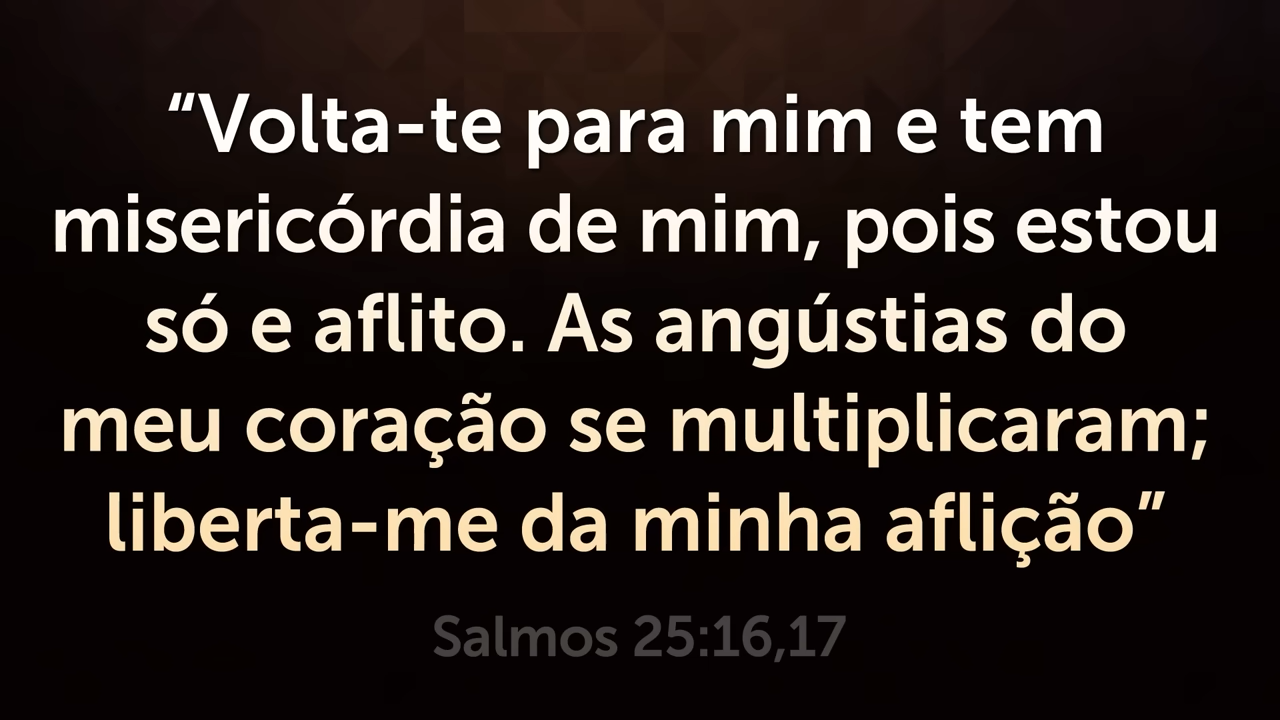 “Volta-te para mim e tem
misericórdia de mim, pois estou
só e aflito. As angústias do
meu coração se multiplicaram;
liberta-me da minha aflição”
Salmos 25:16,17